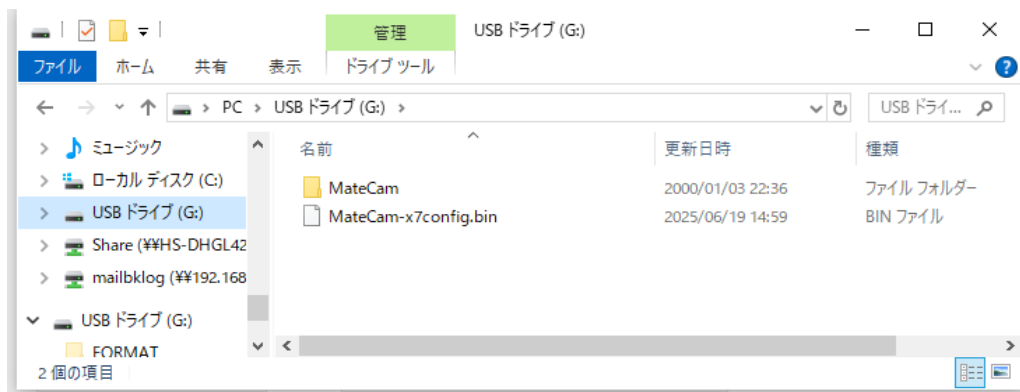 管理 USB ドライブ (G:)
ファイル ホーム 共有 表示 ドライブ ツール
PC > USB ドライブ (G:) >
USB ドライ...
名前 更新日時 種類
ミュージック
ローカル ディスク (C:)
USB ドライブ (G:)
Share (¥¥HS-DHGL42
mailbklog (¥¥192.168
USB ドライブ (G:)
FORMAT
MateCam 2000/01/03 22:36 ファイル フォルダー
MateCam-x7config.bin 2025/06/19 14:59 BIN ファイル
2 個の項目